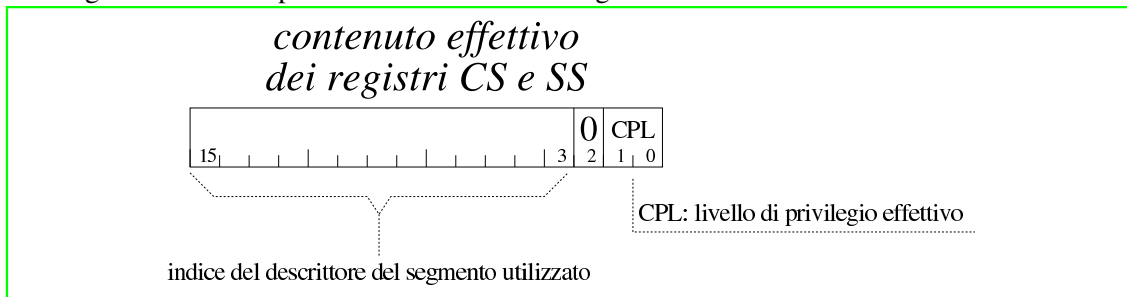 contenuto effettivo
dei registri CS e SS
0 CPL
15 3 2 1 0
CPL: livello di privilegio effettivo
indice del descrittore del segmento utilizzato